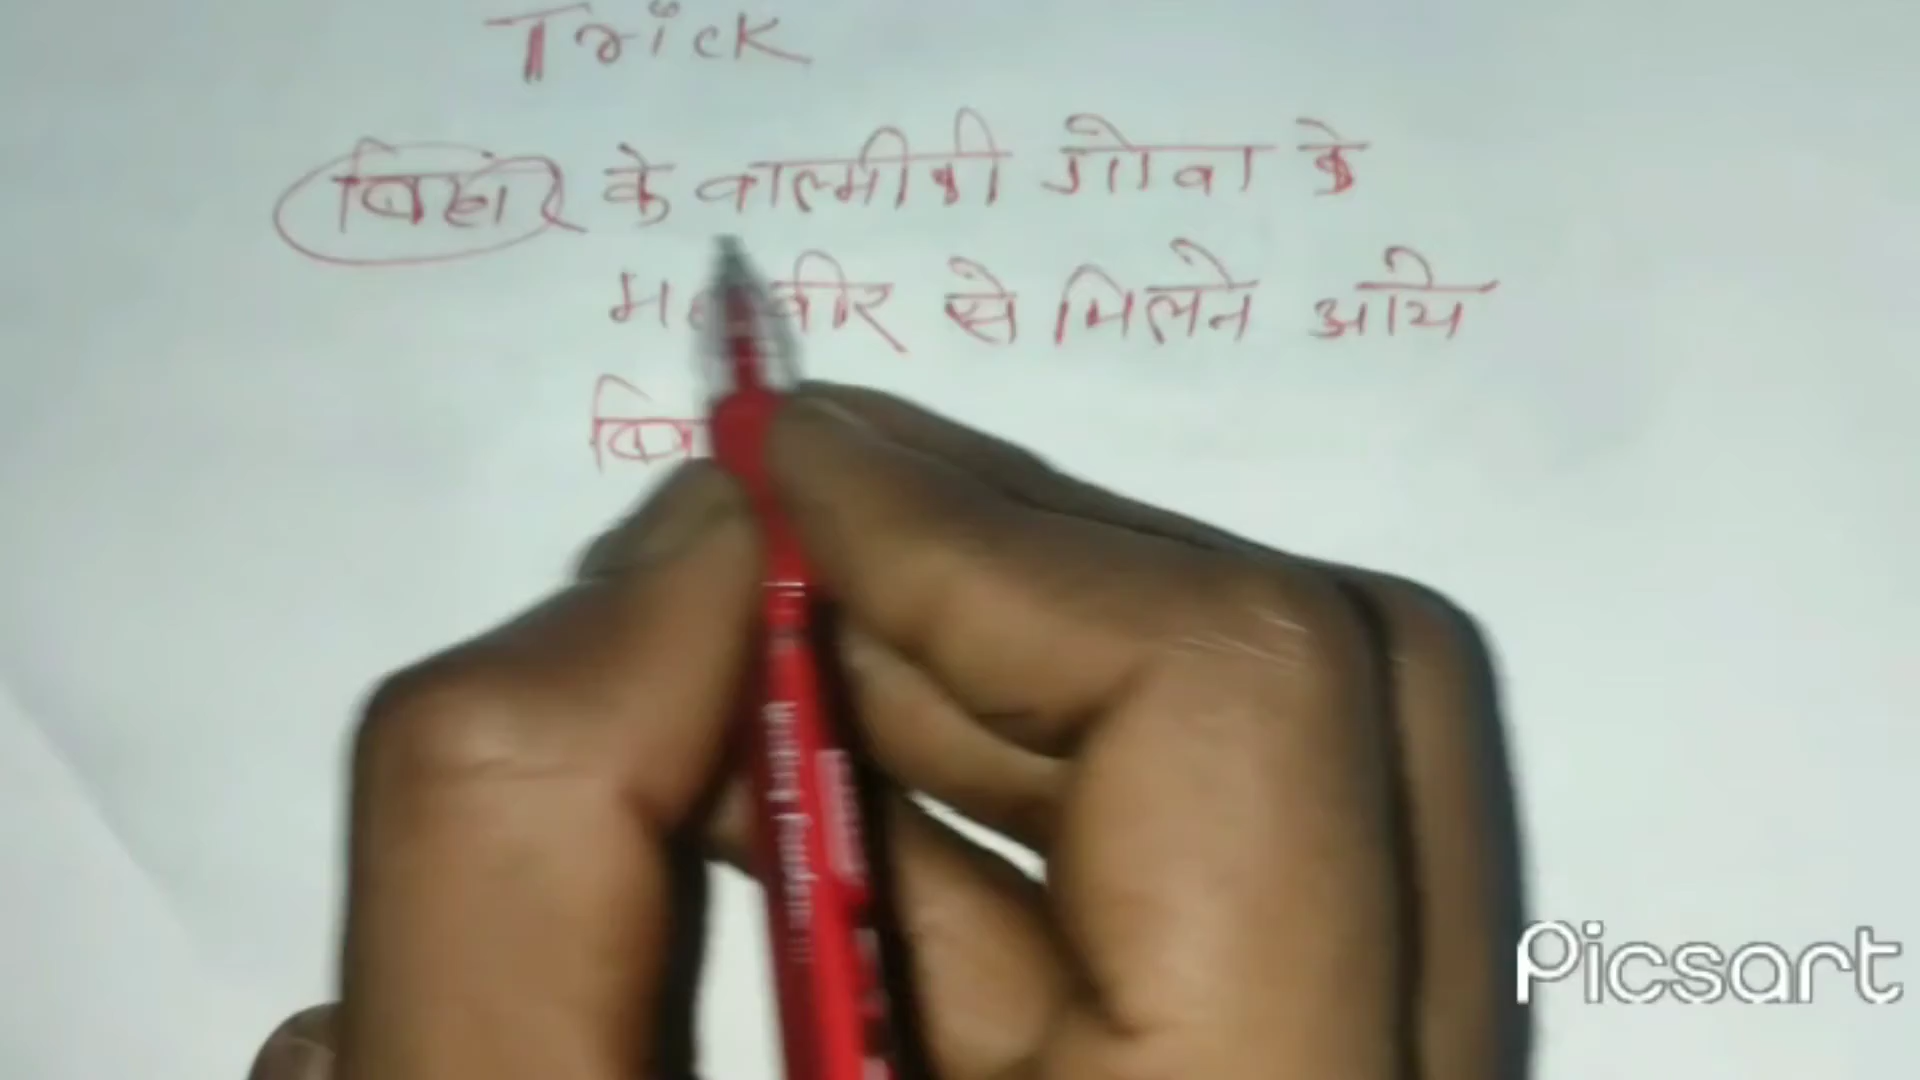 Trick
बिहार के वाल्मीकी गोवा के
से मिलने आये
Picsart